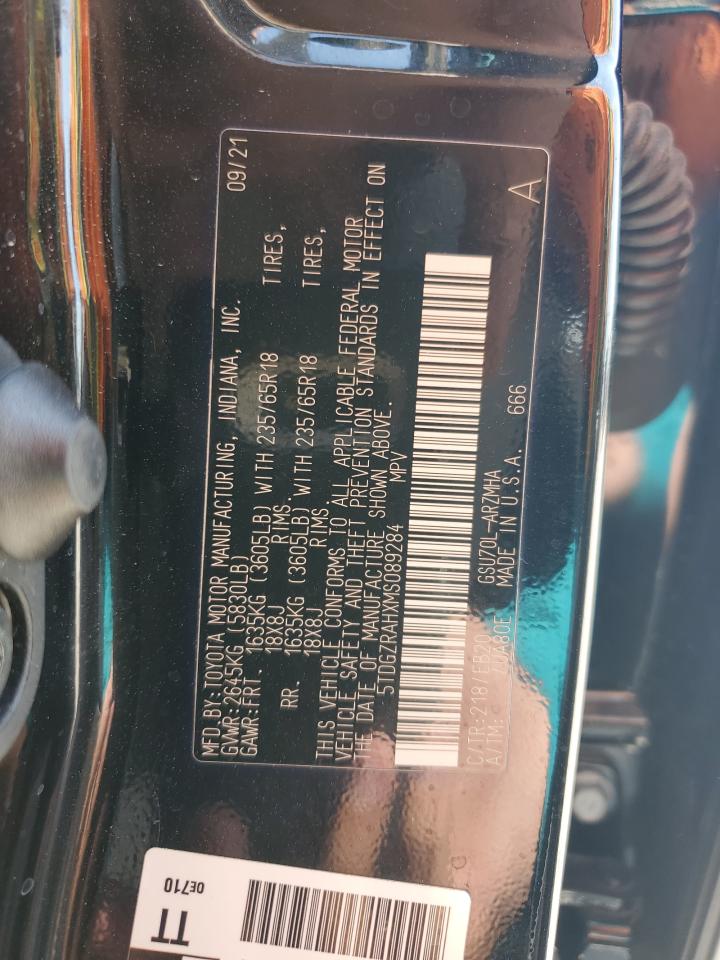 MFD.BY:TOYOTA MOTOR MANUFACTURING, INDIANA, INC. 09/21
GVWR:2645KG (5830LB)
GAWR:FRT. 1635KG (3605LB) WITH 235/65R18 TIRES,
18X8J RIMS.
RR. 1635KG (3605LB) WITH 235/65R18 TIRES,
18X8J RIMS
THIS VEHICLE CONFORMS TO ALL APPLICABLE FEDERAL MOTOR
VEHICLE SAFETY AND THEFT PREVENTION STANDARDS IN EFFECT ON
THE DATE OF MANUFACTURE SHOWN ABOVE.
5TDGZRAHXMS089284 MPV
C/TR:218/EB20 GSU70L-ARZMHA
A/TM: /UA80E MADE IN U.S.A. 666 A
TT
0E710